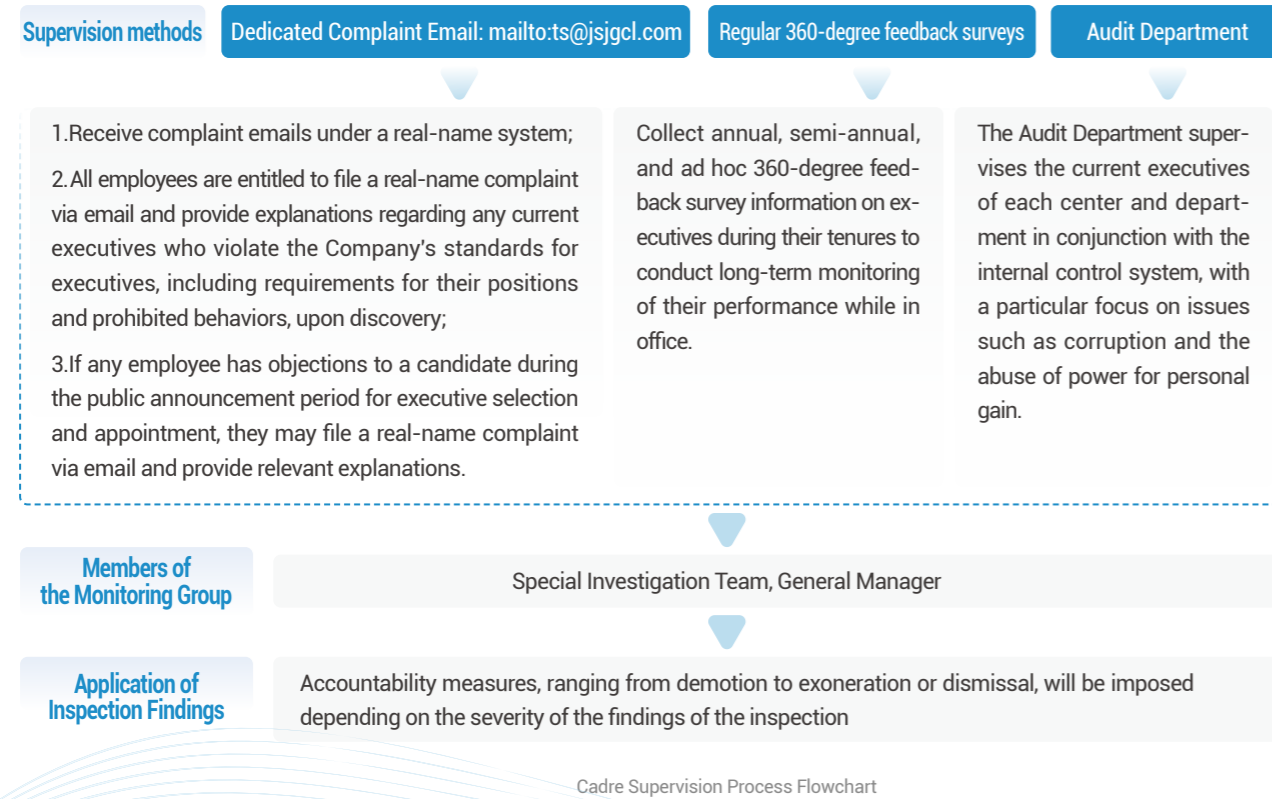 Supervision methods
Dedicated Complaint Email: mailto:ts@jsjgcl.com
Regular 360-degree feedback surveys
Audit Department
1.Receive complaint emails under a real-name system;
2.All employees are entitled to file a real-name complaint
via email and provide explanations regarding any current
executives who violate the Company's standards for
executives, including requirements for their positions
and prohibited behaviors, upon discovery;
3.If any employee has objections to a candidate during
the public announcement period for executive selection
and appointment, they may file a real-name complaint
via email and provide relevant explanations.
Collect annual, semi-annual,
and ad hoc 360-degree feed-
back survey information on ex-
ecutives during their tenures to
conduct long-term monitoring
of their performance while in
office.
The Audit Department super-
vises the current executives
of each center and depart-
ment in conjunction with the
internal control system, with
a particular focus on issues
such as corruption and the
abuse of power for personal
gain.
Members of
the Monitoring Group
Special Investigation Team, General Manager
Application of
Inspection Findings
Accountability measures, ranging from demotion to exoneration or dismissal, will be imposed
depending on the severity of the findings of the inspection
Cadre Supervision Process Flowchart